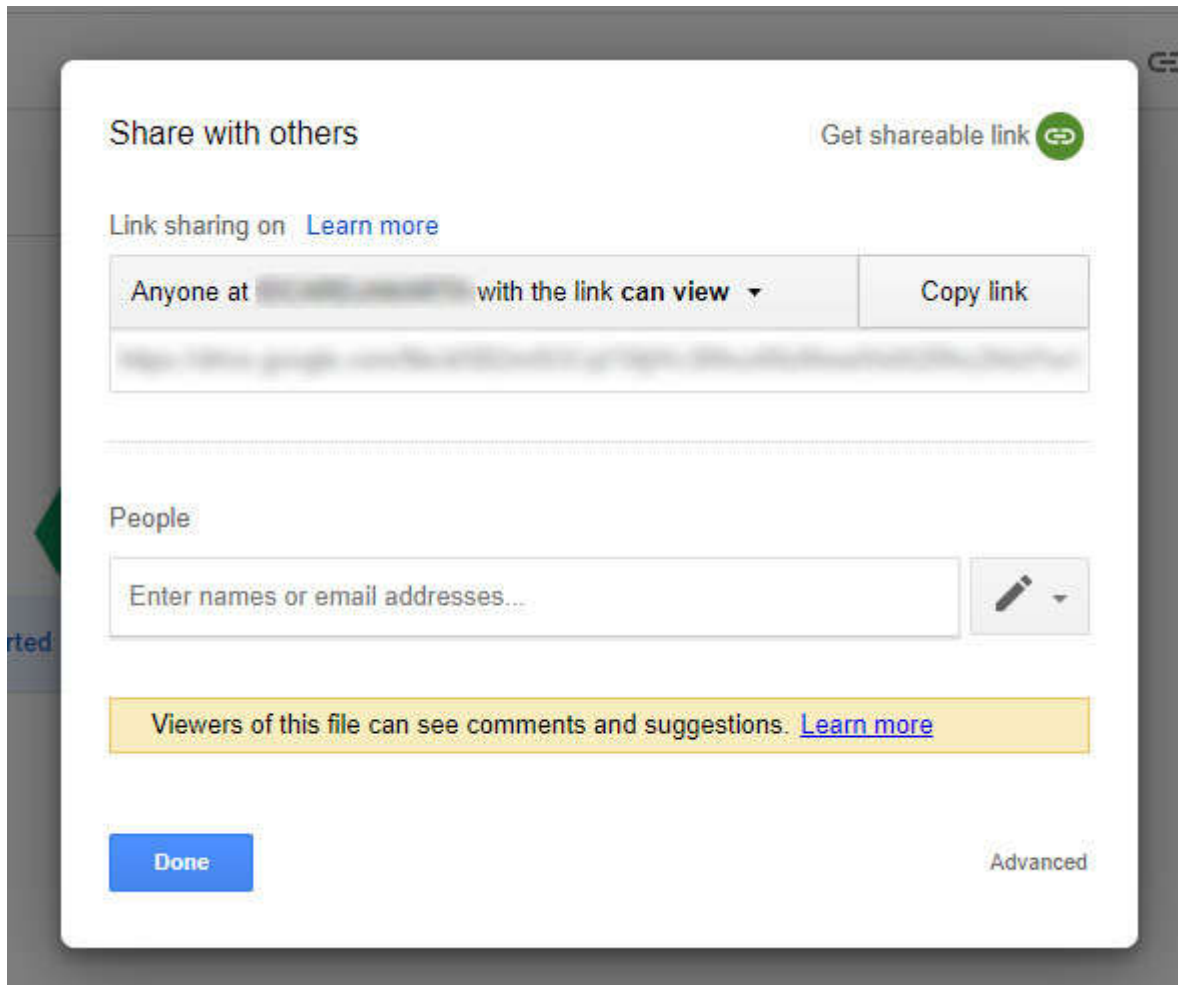 Share with others
Get shareable link
Link sharing on Learn more
Anyone at with the link can view
Copy link
People
Enter names or email addresses...
rted
Viewers of this file can see comments and suggestions. Learn more
Done
Advanced